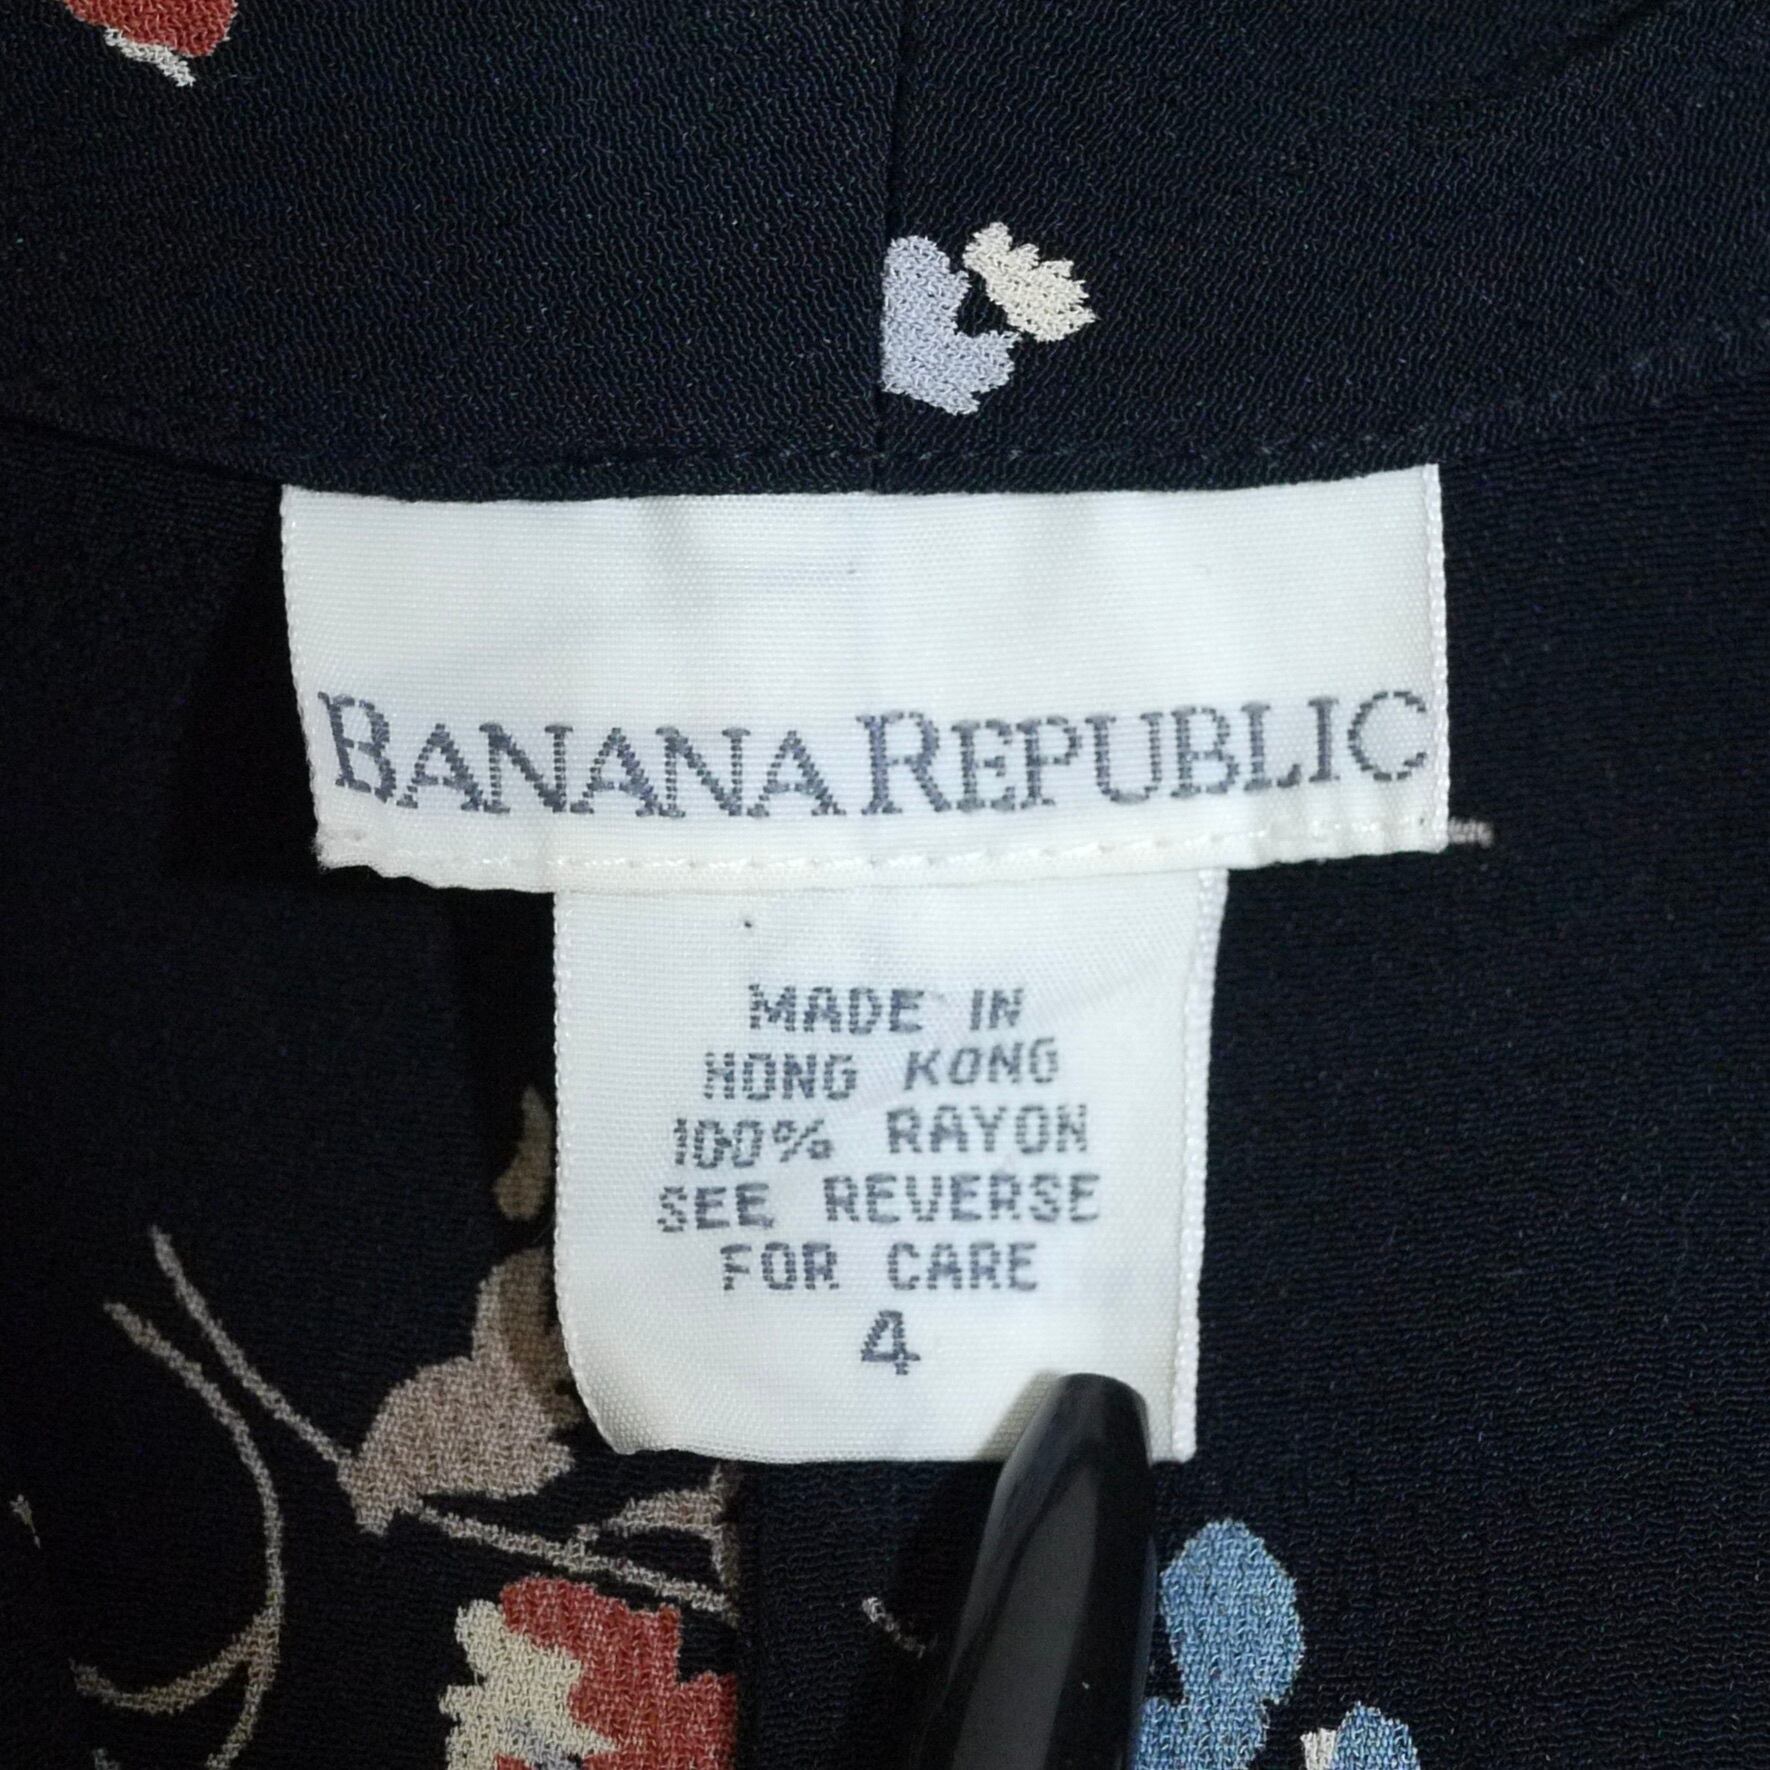 BANANA REPUBLIC
MADE IN
HONG KONG
100% RAYON
SEE REVERSE
FOR CARE
4